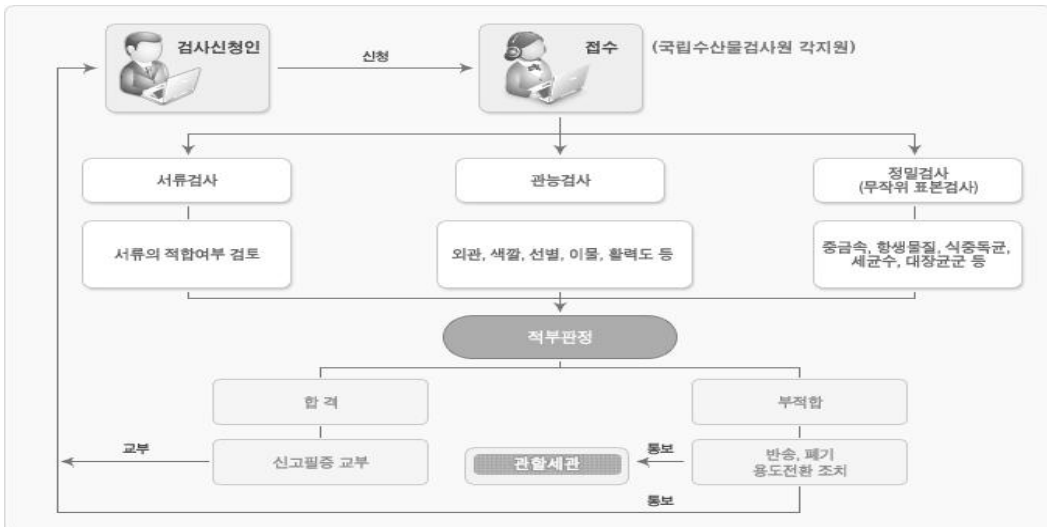 검사신청인
신청
접수
(국립수산물검사원 각지원)
서류검사
관능검사
정밀검사
(무작위 표본검사)
서류의 적합여부 검토
외관, 색깔, 선별, 이물, 활력도 등
중금속, 항생물질, 식중독균,
세균수, 대장균군 등
적부판정
합 격
부적합
교부
신고필증 교부
관할세관
통보
반송, 폐기
용도전환 조치
통보